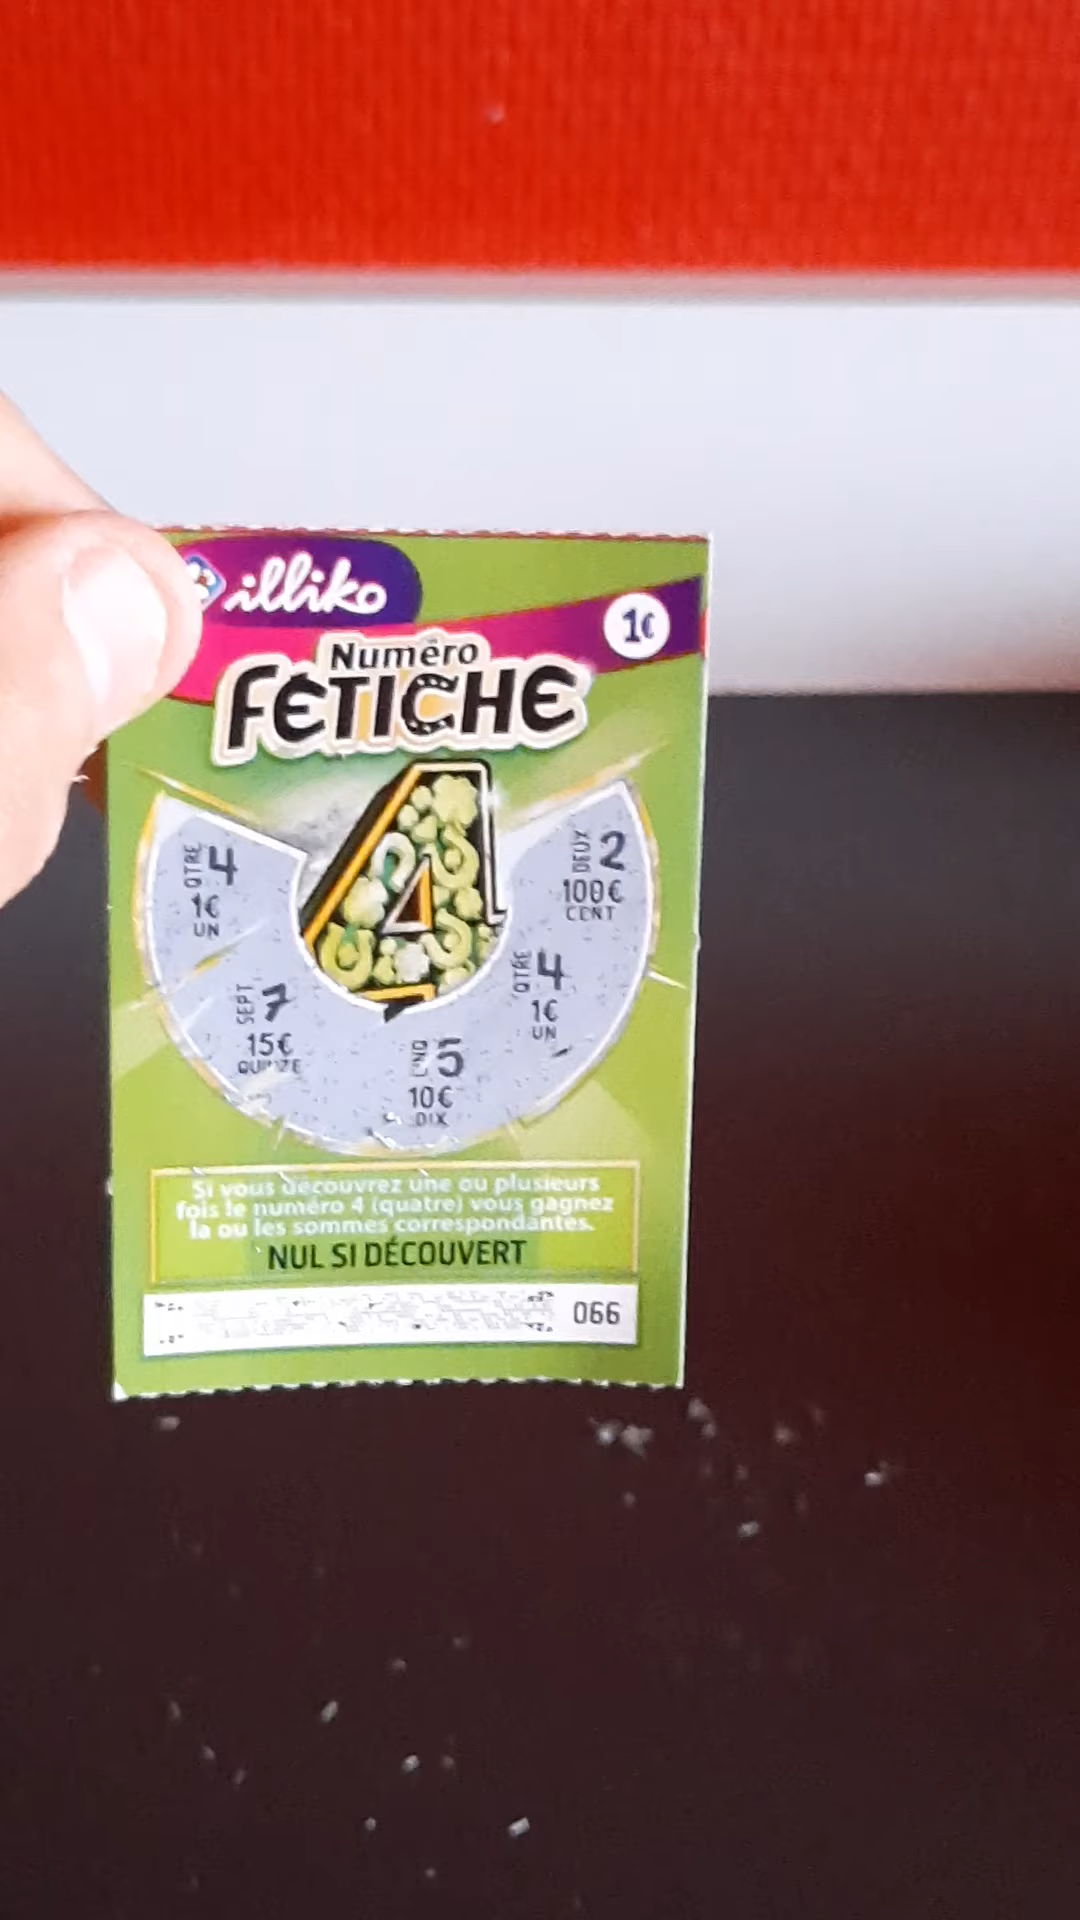 illiko
1€
Numéro
FÉTICHE
4
QTRE 4
1€
UN
SEPT 7
15€
QUINZE
CINQ 5
10€
DIX
QTRE 4
1€
UN
DEUX 2
100€
CENT
Si vous découvrez une ou plusieurs
fois le numéro 4 (quatre) vous gagnez
la ou les sommes correspondantes.
NUL SI DÉCOUVERT
066